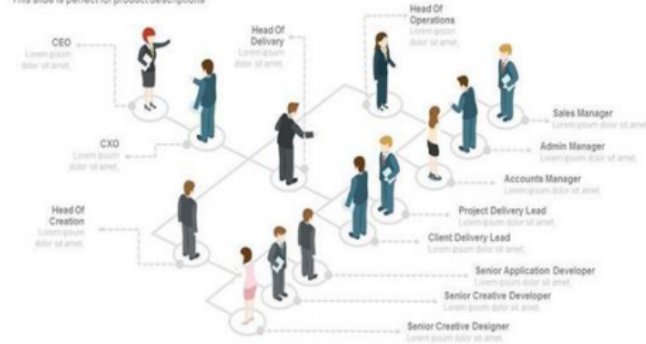 This slide is perfect for product descriptions
CEO
Lorem ipsum
dolor sit amet,
Head Of
Delivary
Lorem ipsum
dolor sit amet,
Head Of
Operations
Lorem ipsum
dolor sit amet,
CXO
Lorem ipsum
dolor sit amet,
Sales Manager
Lorem ipsum dolor sit amet,
Admin Manager
Lorem ipsum dolor sit amet,
Accounts Manager
Lorem ipsum dolor sit amet,
Head Of
Creation
Lorem ipsum
dolor sit amet,
Project Delivery Lead
Lorem ipsum dolor sit amet,
Client Delivery Lead
Lorem ipsum dolor sit amet,
Senior Application Developer
Lorem ipsum dolor sit amet,
Senior Creative Developer
Lorem ipsum dolor sit amet,
Senior Creative Designer
Lorem ipsum dolor sit amet,